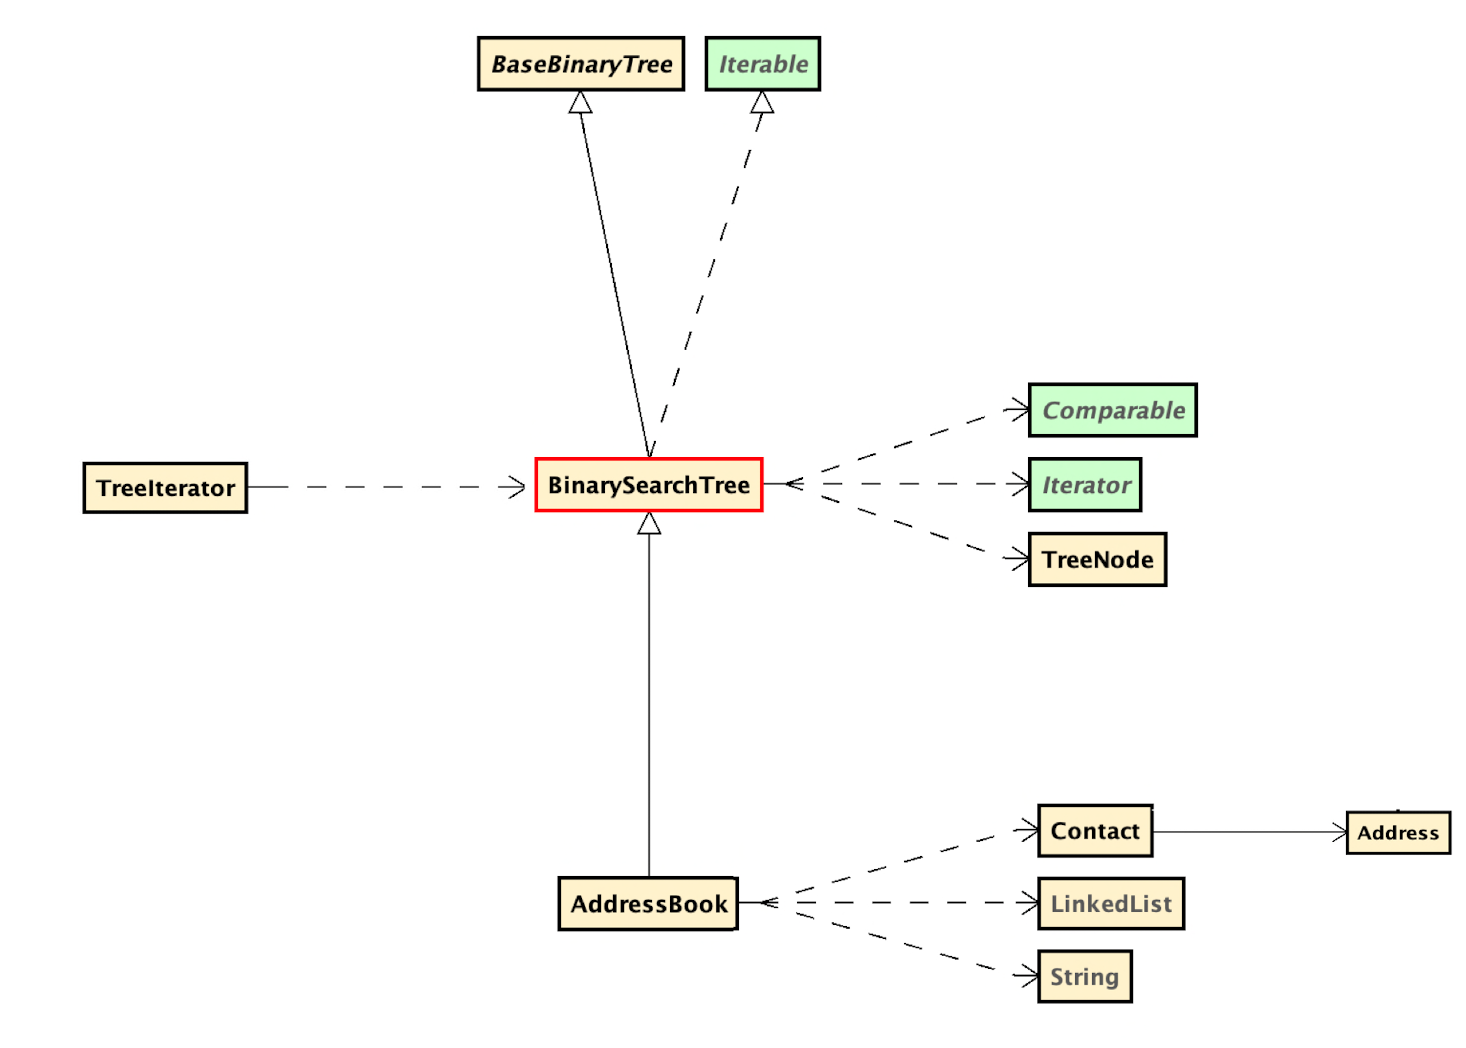 BaseBinaryTree
Iterable
Comparable
TreeIterator
BinarySearchTree
Iterator
TreeNode
Contact
Address
AddressBook
LinkedList
String